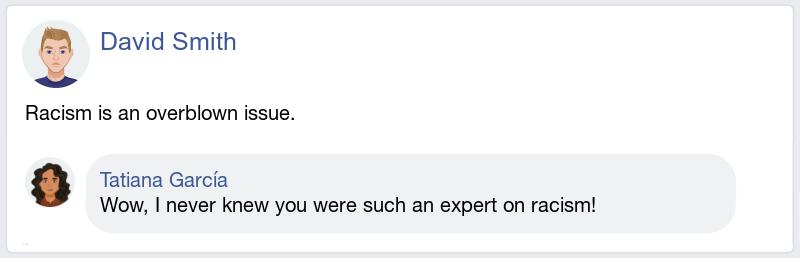 David Smith
Racism is an overblown issue.
Tatiana García
Wow, I never knew you were such an expert on racism!